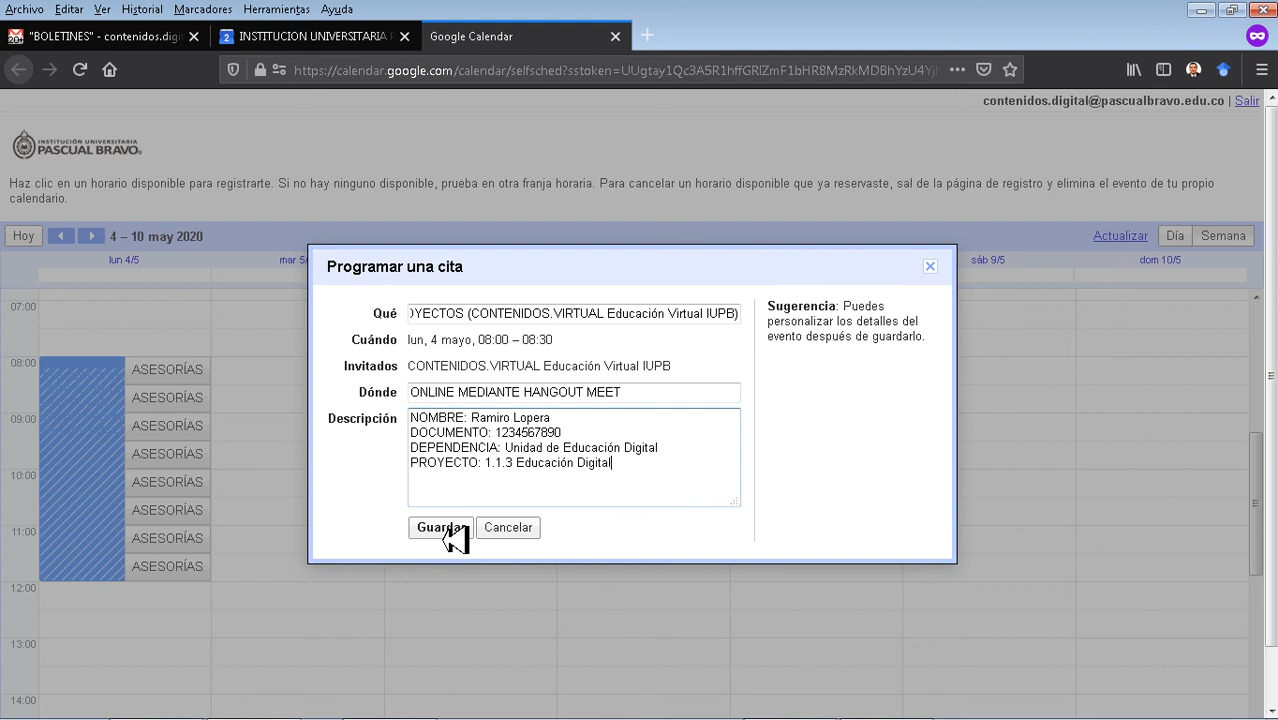 Archivo Editar Ver Historial Marcadores Herramientas Ayuda
20+ "BOLETINES" - contenidos.digi
2 INSTITUCION UNIVERSITARIA
Google Calendar
https://calendar.google.com/calendar/selfsched?sstoken=
contenidos.digital@pascualbravo.edu.co | Salir
INSTITUCIÓN UNIVERSITARIA
PASCUAL BRAVO
Haz clic en un horario disponible para registrarte. Si no hay ninguno disponible, prueba en otra franja horaria. Para cancelar un horario disponible que ya reservaste, sal de la página de registro y elimina el evento de tu propio
calendario.
Hoy 4 – 10 may 2020 Actualizar Día Semana
lun 4/5 mar 5 sáb 9/5 dom 10/5
07:00
08:00 ASESORÍAS
ASESORÍAS
09:00 ASESORÍAS
ASESORÍAS
10:00 ASESORÍAS
ASESORÍAS
11:00 ASESORÍAS
ASESORÍAS
12:00
13:00
14:00
Programar una cita
Qué OYECTOS (CONTENIDOS.VIRTUAL Educación Virtual IUPB)
Cuándo lun, 4 mayo, 08:00 – 08:30
Invitados CONTENIDOS.VIRTUAL Educación Virtual IUPB
Dónde ONLINE MEDIANTE HANGOUT MEET
Descripción NOMBRE: Ramiro Lopera
DOCUMENTO: 1234567890
DEPENDENCIA: Unidad de Educación Digital
PROYECTO: 1.1.3 Educación Digital
Guardar Cancelar
Sugerencia: Puedes
personalizar los detalles del
evento después de guardarlo.